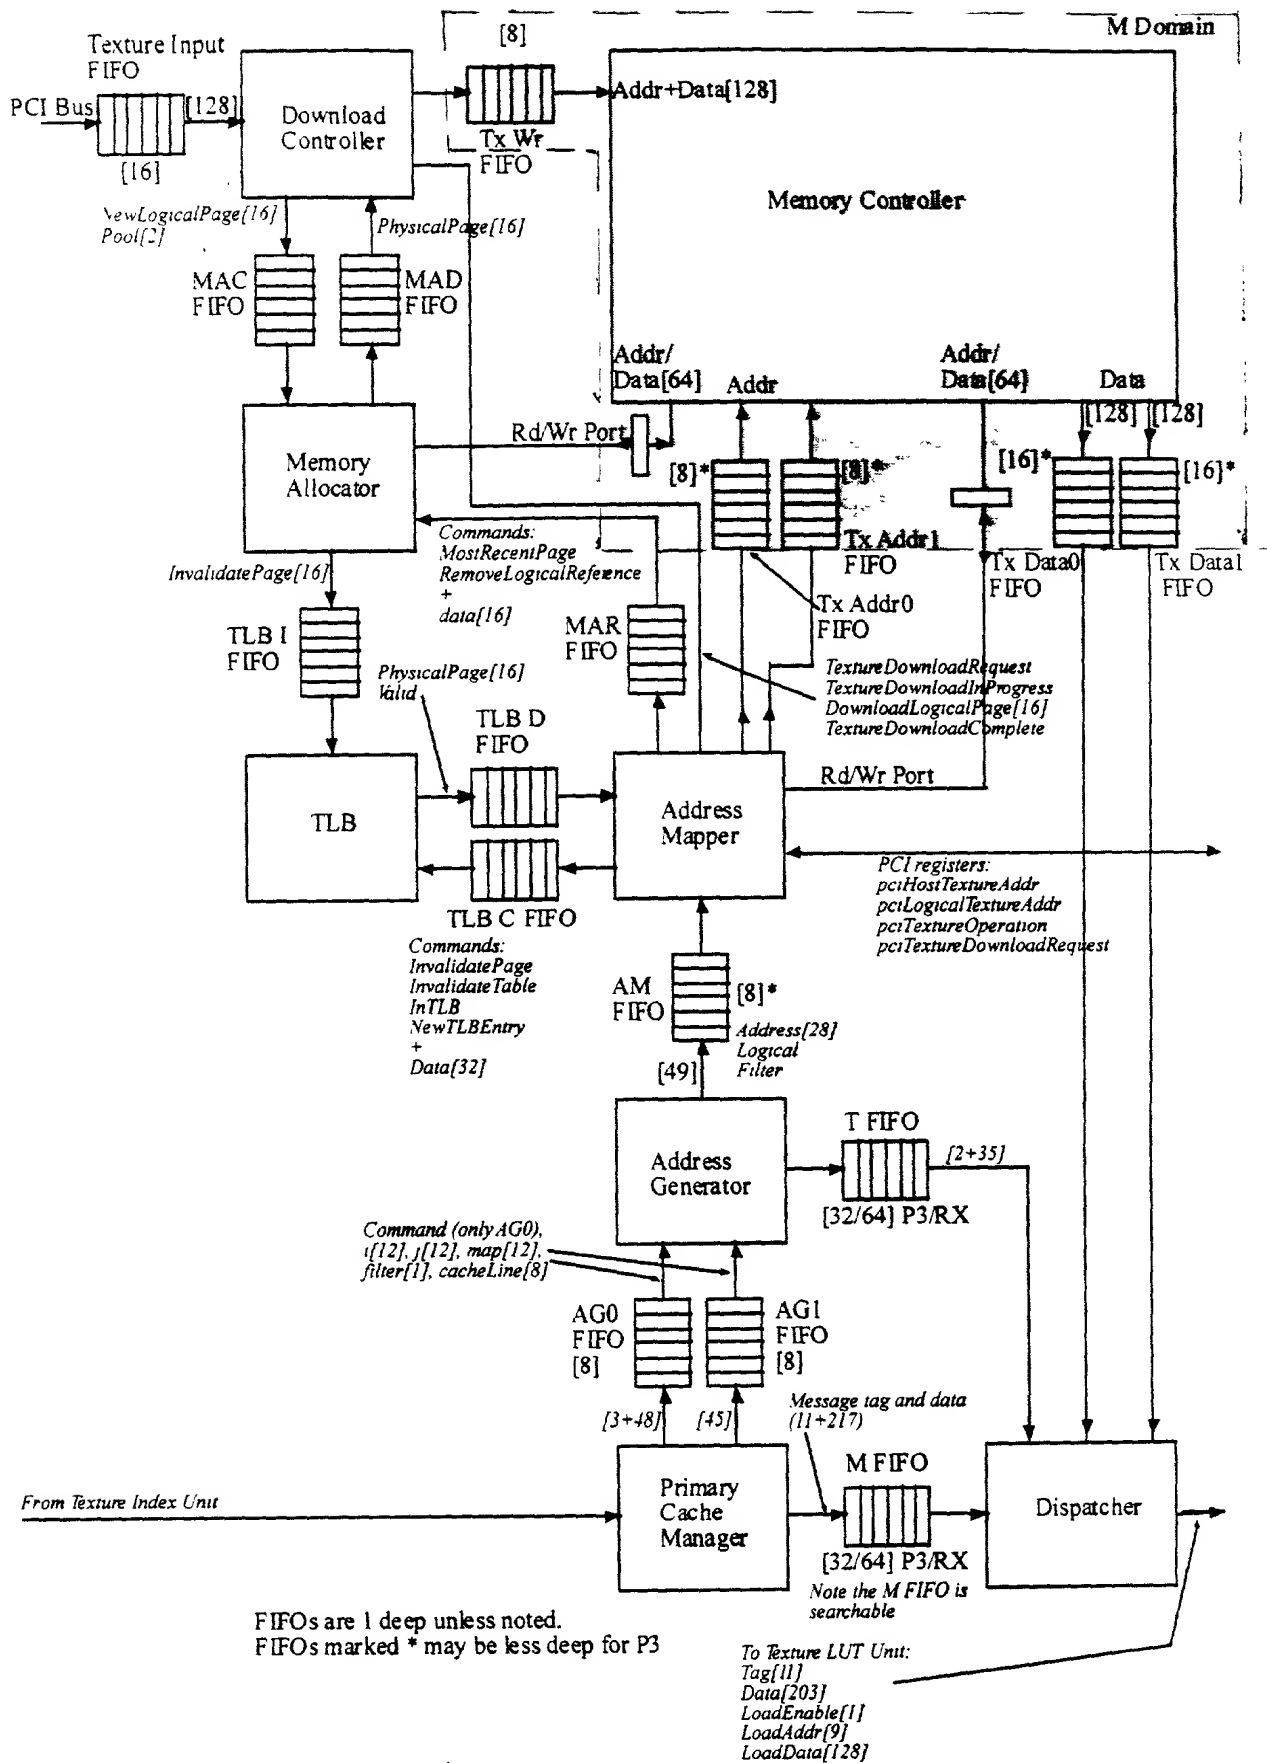 M Domain
Texture Input
FIFO
PCI Bus
[128]
[16]
Download
Controller
[8]
Tx Wr
FIFO
Addr+Data[128]
Memory Controller
NewLogicalPage[16]
Pool[2]
PhysicalPage[16]
MAC
FIFO
MAD
FIFO
Addr/
Data[64]
Addr
Addr/
Data[64]
Data
[128]
[128]
Rd/Wr Port
Memory
Allocator
[8]*
[8]*
[16]*
[16]*
Commands:
MostRecentPage
RemoveLogicalReference
+
data[16]
Tx Addr1
FIFO
Tx Data0
FIFO
Tx Data1
FIFO
InvalidatePage[16]
Tx Addr0
FIFO
TLB I
FIFO
MAR
FIFO
PhysicalPage[16]
Valid
TextureDownloadRequest
TextureDownloadInProgress
DownloadLogicalPage[16]
TextureDownloadComplete
TLB D
FIFO
Rd/Wr Port
TLB
Address
Mapper
TLB C FIFO
PCI registers:
pciHostTextureAddr
pciLogicalTextureAddr
pciTextureOperation
pciTextureDownloadRequest
Commands:
InvalidatePage
InvalidateTable
InTLB
NewTLBEntry
+
Data[32]
AM
FIFO
[8]*
Address[28]
Logical
Filter
[49]
Address
Generator
T FIFO
[2+35]
[32/64] P3/RX
Command (only AG0),
i[12], j[12], map[12],
filter[1], cacheLine[8]
AG0
FIFO
[8]
AG1
FIFO
[8]
[3+48]
[45]
Message tag and data
(11+217)
From Texture Index Unit
Primary
Cache
Manager
M FIFO
[32/64] P3/RX
Note the M FIFO is
searchable
Dispatcher
FIFOs are 1 deep unless noted.
FIFOs marked * may be less deep for P3
To Texture LUT Unit:
Tag[11]
Data[203]
LoadEnable[1]
LoadAddr[9]
LoadData[128]